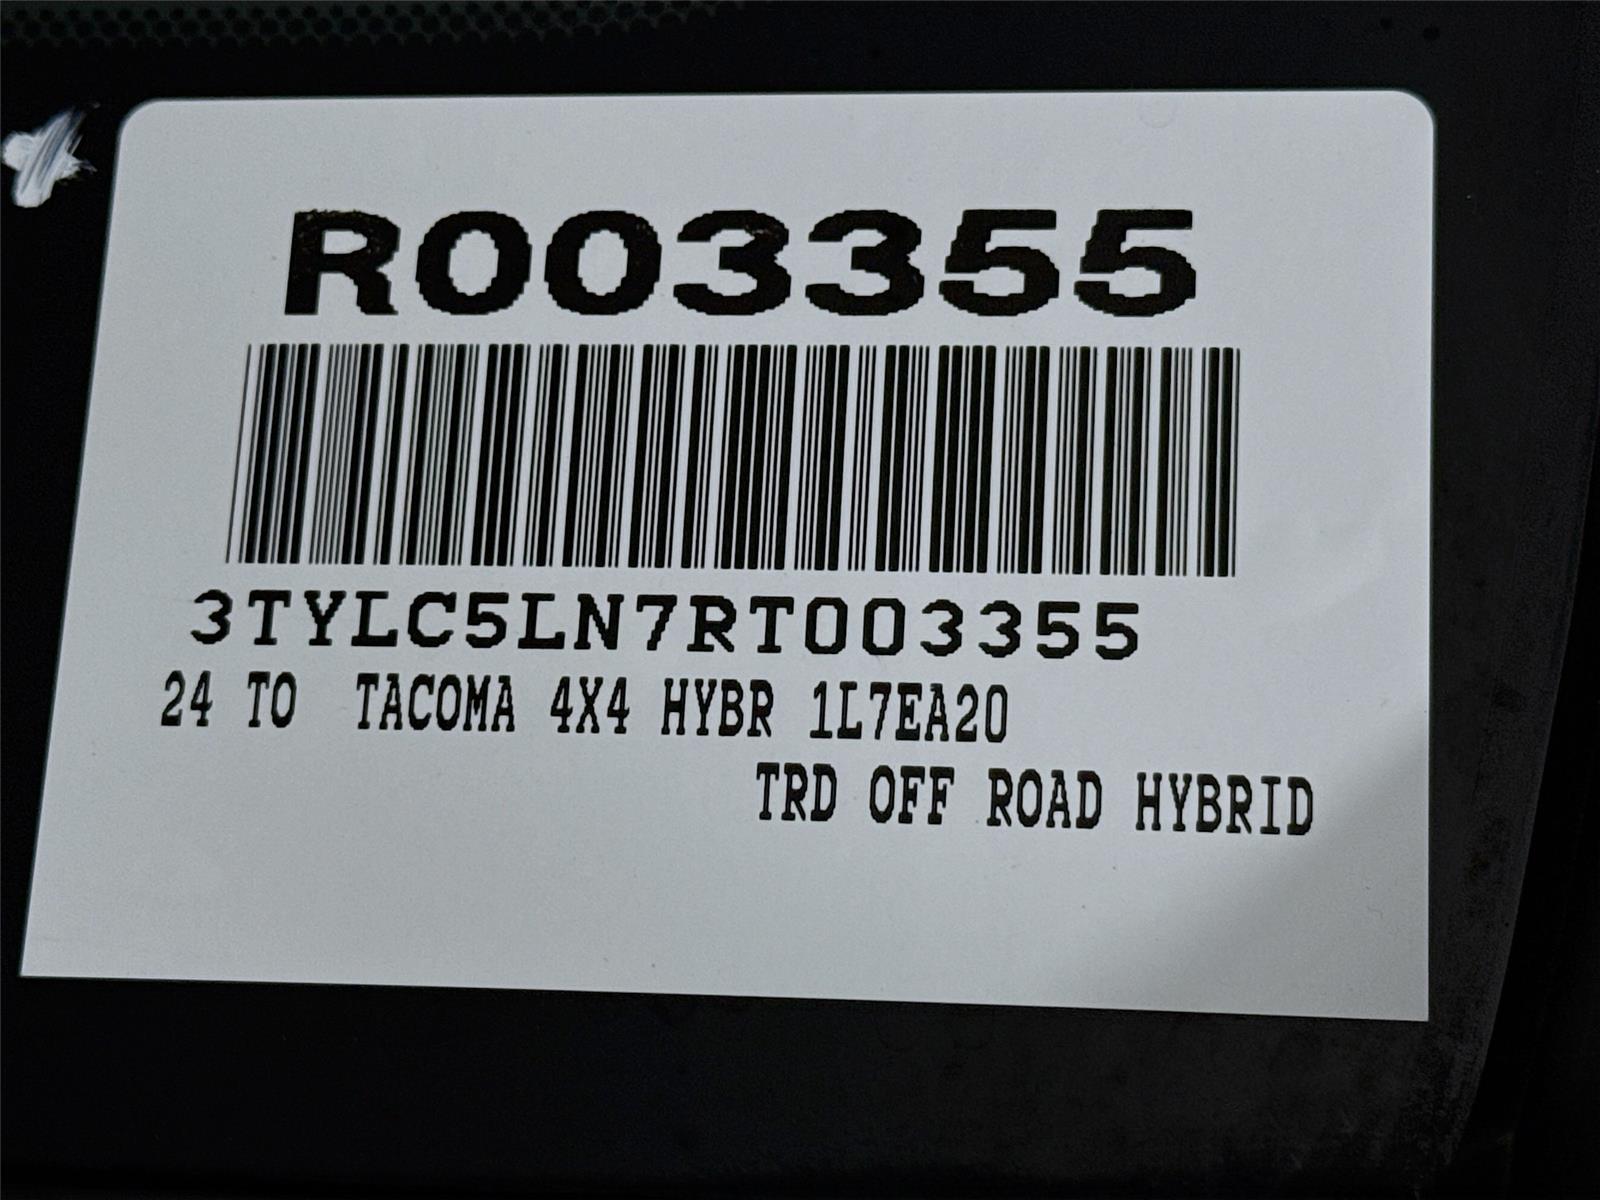 R003355
3TYLC5LN7RT003355
24 TO TACOMA 4X4 HYBR 1L7EA20
TRD OFF ROAD HYBRID